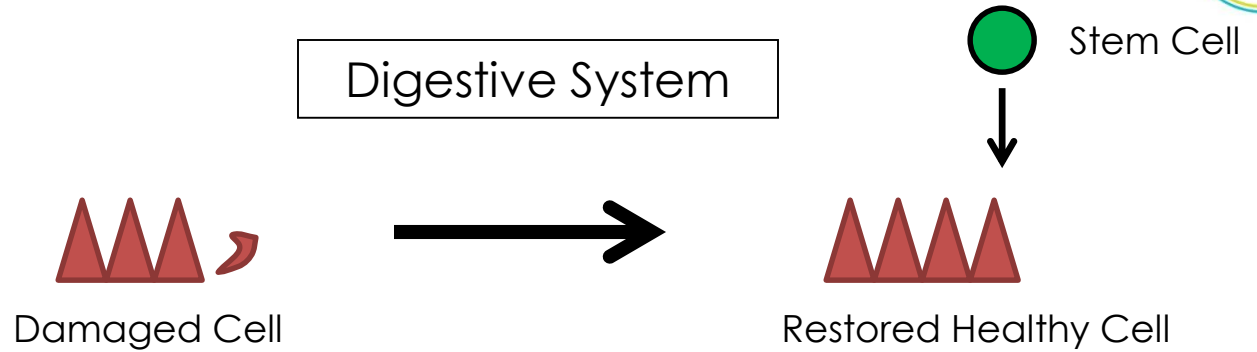 Stem Cell
Digestive System
Damaged Cell
Restored Healthy Cell